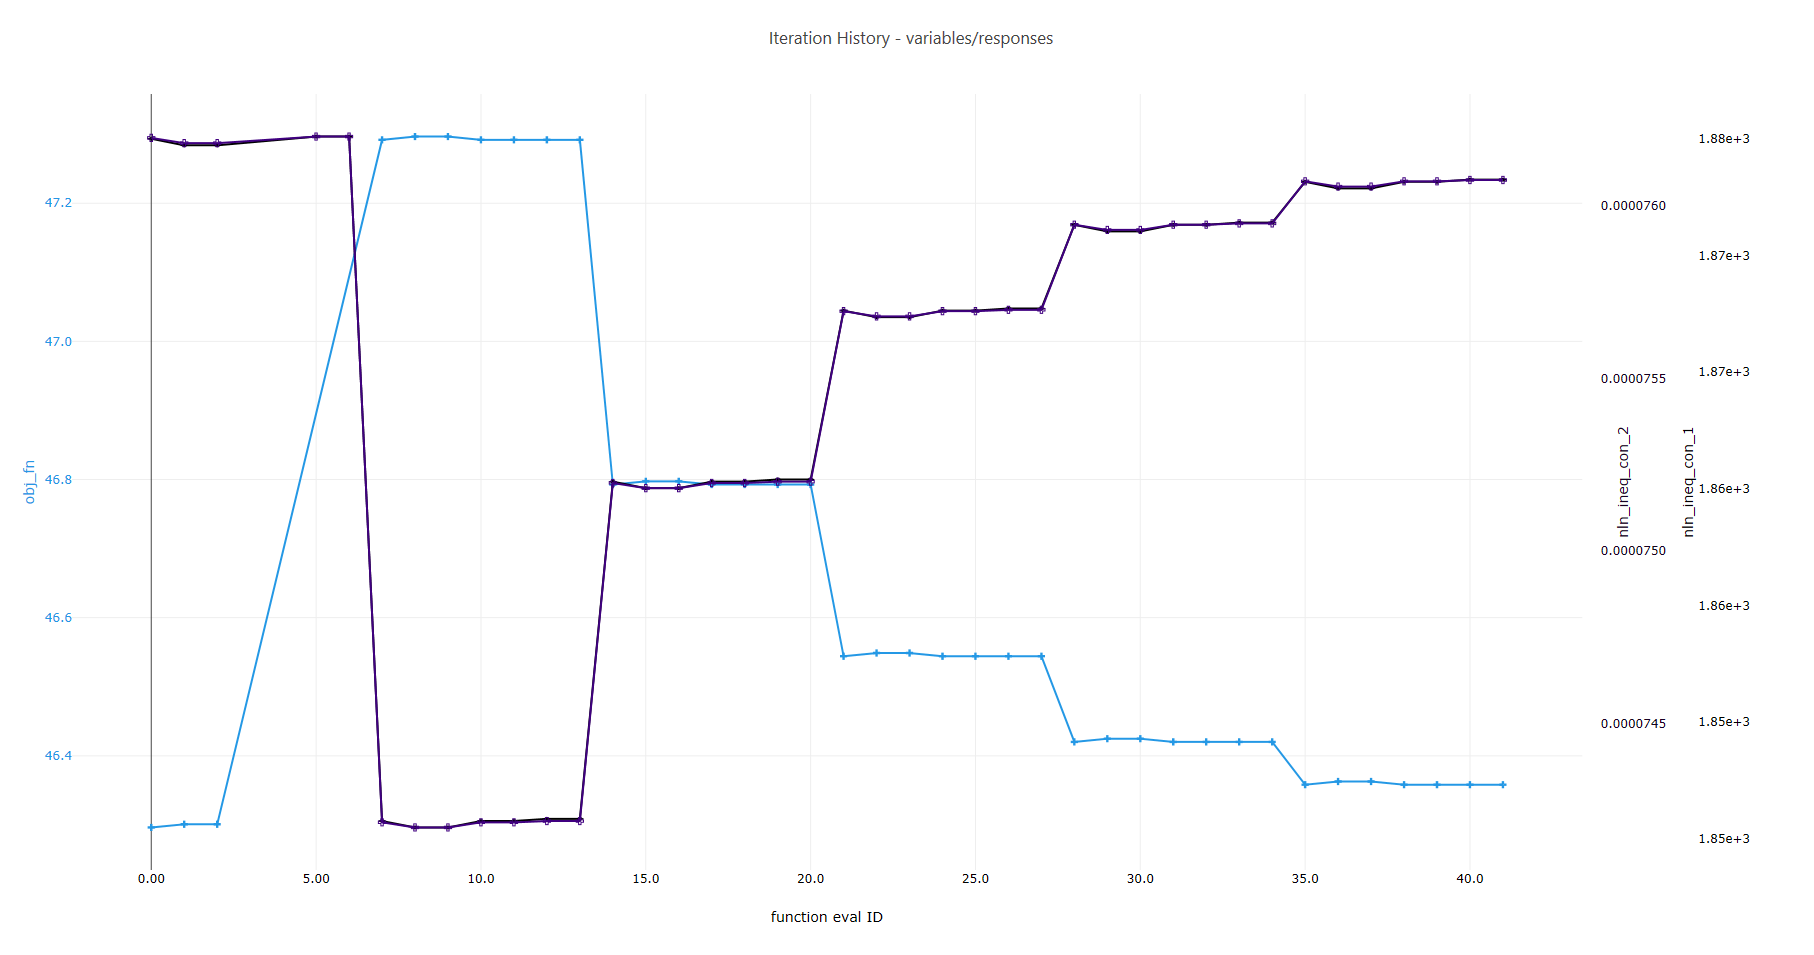 Iteration History - variables/responses
47.2
47.0
46.8
46.6
46.4
obj_fn
0.0000760
0.0000755
0.0000750
0.0000745
nln_ineq_con_2
nln_ineq_con_1
1.88e+3
1.87e+3
1.87e+3
1.86e+3
1.86e+3
1.85e+3
1.85e+3
0.00 5.00 10.0 15.0 20.0 25.0 30.0 35.0 40.0
function eval ID